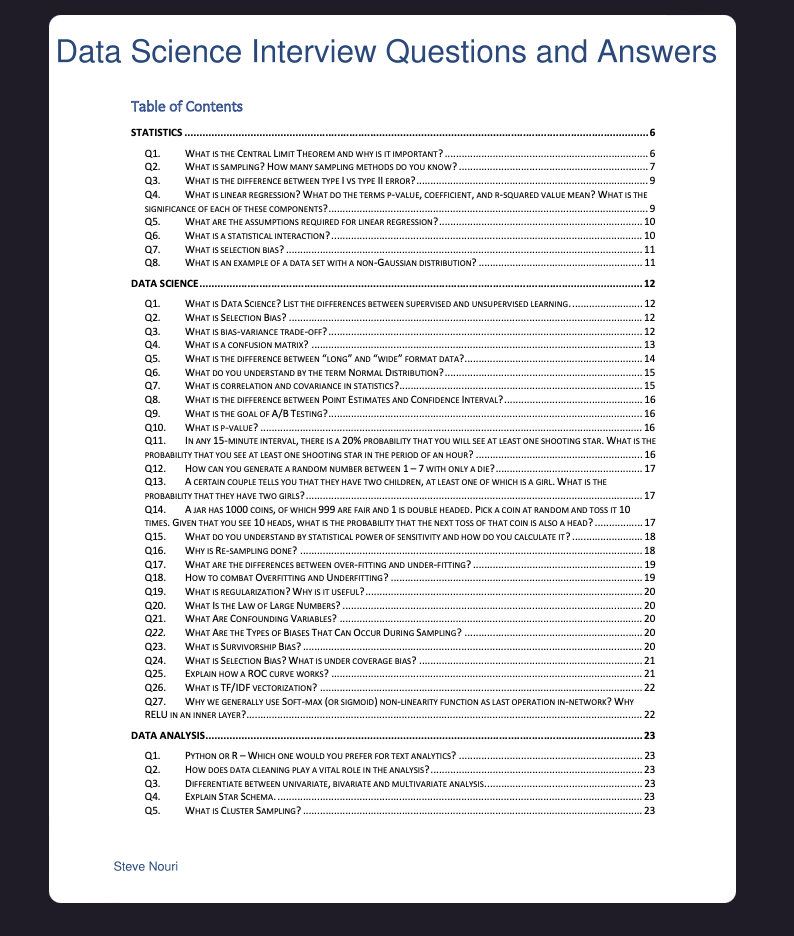 Data Science Interview Questions and Answers
Table of Contents
STATISTICS ... 6
Q1. WHAT IS THE CENTRAL LIMIT THEOREM AND WHY IS IT IMPORTANT? ... 6
Q2. WHAT IS SAMPLING? HOW MANY SAMPLING METHODS DO YOU KNOW? ... 7
Q3. WHAT IS THE DIFFERENCE BETWEEN TYPE I VS TYPE II ERROR? ... 9
Q4. WHAT IS LINEAR REGRESSION? WHAT DO THE TERMS P-VALUE, COEFFICIENT, AND R-SQUARED VALUE MEAN? WHAT IS THE
SIGNIFICANCE OF EACH OF THESE COMPONENTS? ... 9
Q5. WHAT ARE THE ASSUMPTIONS REQUIRED FOR LINEAR REGRESSION? ... 10
Q6. WHAT IS A STATISTICAL INTERACTION? ... 10
Q7. WHAT IS SELECTION BIAS? ... 11
Q8. WHAT IS AN EXAMPLE OF A DATA SET WITH A NON-GAUSSIAN DISTRIBUTION? ... 11
DATA SCIENCE ... 12
Q1. WHAT IS DATA SCIENCE? LIST THE DIFFERENCES BETWEEN SUPERVISED AND UNSUPERVISED LEARNING. ... 12
Q2. WHAT IS SELECTION BIAS? ... 12
Q3. WHAT IS BIAS-VARIANCE TRADE-OFF? ... 12
Q4. WHAT IS A CONFUSION MATRIX? ... 13
Q5. WHAT IS THE DIFFERENCE BETWEEN “LONG” AND “WIDE” FORMAT DATA? ... 14
Q6. WHAT DO YOU UNDERSTAND BY THE TERM NORMAL DISTRIBUTION? ... 15
Q7. WHAT IS CORRELATION AND COVARIANCE IN STATISTICS? ... 15
Q8. WHAT IS THE DIFFERENCE BETWEEN POINT ESTIMATES AND CONFIDENCE INTERVAL? ... 16
Q9. WHAT IS THE GOAL OF A/B TESTING? ... 16
Q10. WHAT IS P-VALUE? ... 16
Q11. IN ANY 15-MINUTE INTERVAL, THERE IS A 20% PROBABILITY THAT YOU WILL SEE AT LEAST ONE SHOOTING STAR. WHAT IS THE
PROBABILITY THAT YOU SEE AT LEAST ONE SHOOTING STAR IN THE PERIOD OF AN HOUR? ... 16
Q12. HOW CAN YOU GENERATE A RANDOM NUMBER BETWEEN 1 – 7 WITH ONLY A DIE? ... 17
Q13. A CERTAIN COUPLE TELLS YOU THAT THEY HAVE TWO CHILDREN, AT LEAST ONE OF WHICH IS A GIRL. WHAT IS THE
PROBABILITY THAT THEY HAVE TWO GIRLS? ... 17
Q14. A JAR HAS 1000 COINS, OF WHICH 999 ARE FAIR AND 1 IS DOUBLE HEADED. PICK A COIN AT RANDOM AND TOSS IT 10
TIMES. GIVEN THAT YOU SEE 10 HEADS, WHAT IS THE PROBABILITY THAT THE NEXT TOSS OF THAT COIN IS ALSO A HEAD? ... 17
Q15. WHAT DO YOU UNDERSTAND BY STATISTICAL POWER OF SENSITIVITY AND HOW DO YOU CALCULATE IT? ... 18
Q16. WHY IS RE-SAMPLING DONE? ... 18
Q17. WHAT ARE THE DIFFERENCES BETWEEN OVER-FITTING AND UNDER-FITTING? ... 19
Q18. HOW TO COMBAT OVERFITTING AND UNDERFITTING? ... 19
Q19. WHAT IS REGULARIZATION? WHY IS IT USEFUL? ... 20
Q20. WHAT IS THE LAW OF LARGE NUMBERS? ... 20
Q21. WHAT ARE CONFOUNDING VARIABLES? ... 20
Q22. WHAT ARE THE TYPES OF BIASES THAT CAN OCCUR DURING SAMPLING? ... 20
Q23. WHAT IS SURVIVORSHIP BIAS? ... 20
Q24. WHAT IS SELECTION BIAS? WHAT IS UNDER COVERAGE BIAS? ... 21
Q25. EXPLAIN HOW A ROC CURVE WORKS? ... 21
Q26. WHAT IS TF/IDF VECTORIZATION? ... 22
Q27. WHY WE GENERALLY USE SOFT-MAX (OR SIGMOID) NON-LINEARITY FUNCTION AS LAST OPERATION IN-NETWORK? WHY
RELU IN AN INNER LAYER? ... 22
DATA ANALYSIS ... 23
Q1. PYTHON OR R – WHICH ONE WOULD YOU PREFER FOR TEXT ANALYTICS? ... 23
Q2. HOW DOES DATA CLEANING PLAY A VITAL ROLE IN THE ANALYSIS? ... 23
Q3. DIFFERENTIATE BETWEEN UNIVARIATE, BIVARIATE AND MULTIVARIATE ANALYSIS. ... 23
Q4. EXPLAIN STAR SCHEMA. ... 23
Q5. WHAT IS CLUSTER SAMPLING? ... 23
Steve Nouri